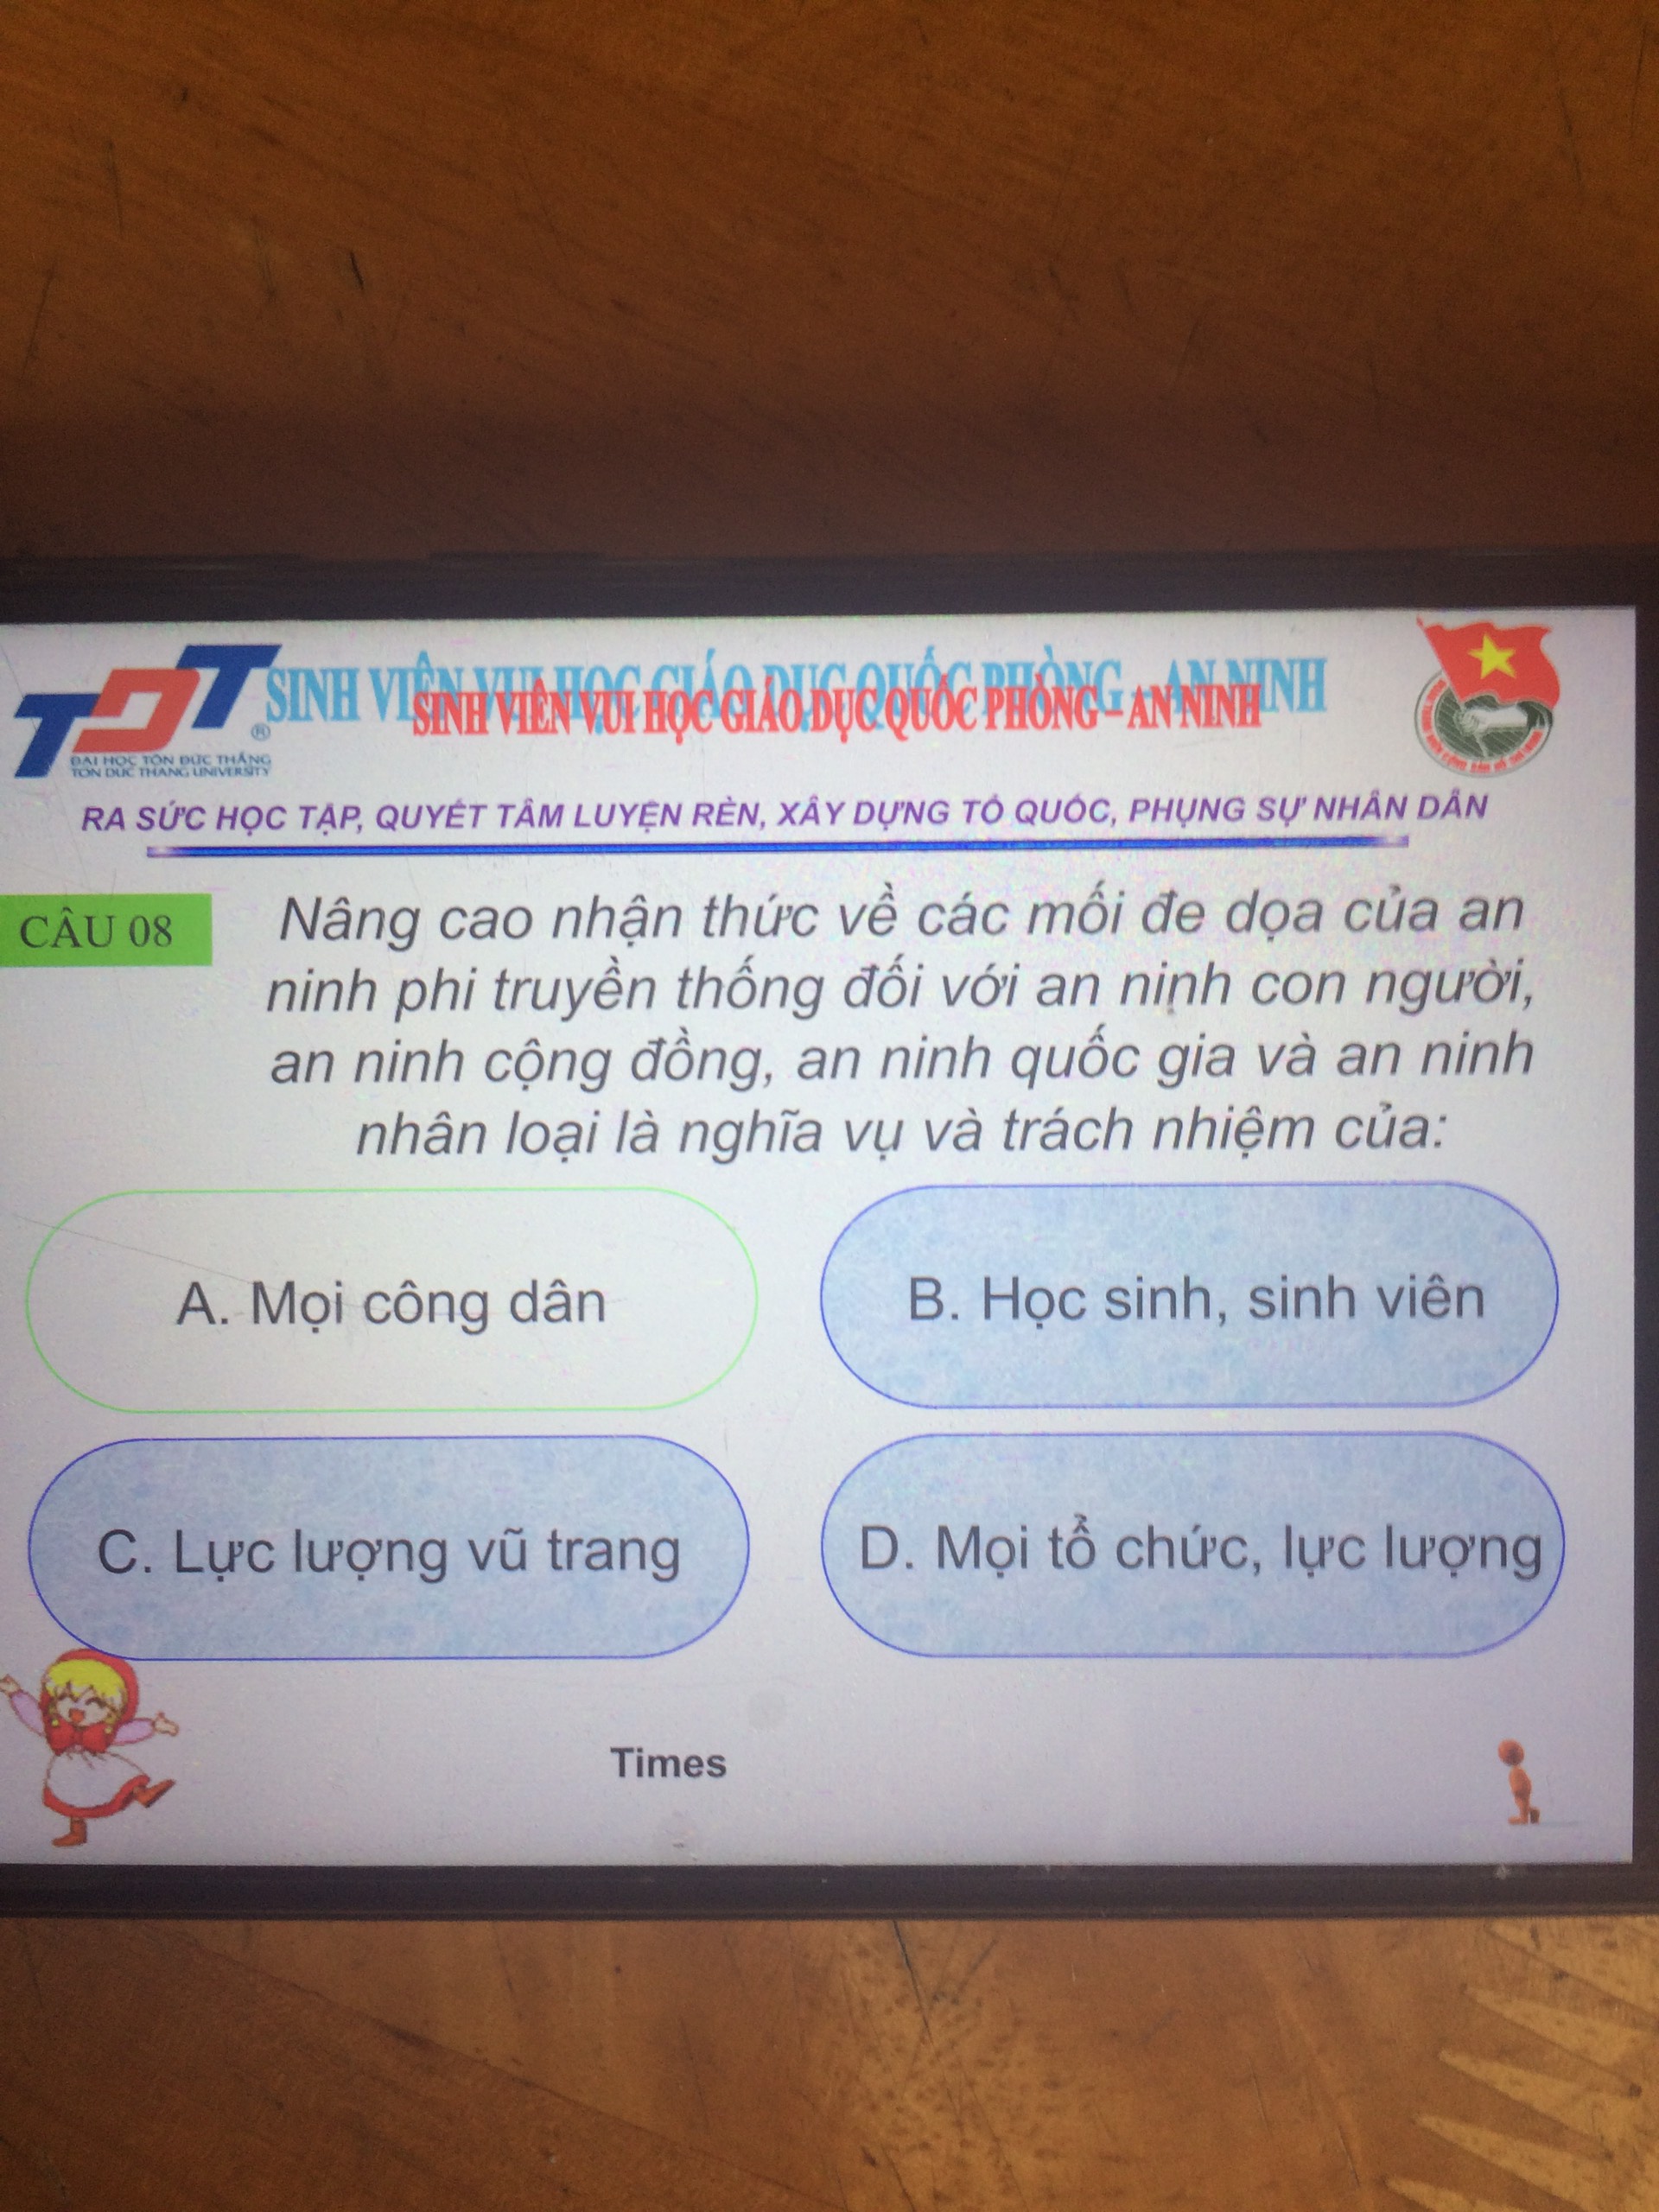 TDT®
ĐẠI HỌC TÔN ĐỨC THẮNG
TON DUC THANG UNIVERSITY
SINH VIÊN VUI HỌC GIÁO DỤC QUỐC PHÒNG – AN NINH
SINH VIÊN VUI HỌC GIÁO DỤC QUỐC PHÒNG – AN NINH
RA SỨC HỌC TẬP, QUYẾT TÂM LUYỆN RÈN, XÂY DỰNG TỔ QUỐC, PHỤNG SỰ NHÂN DÂN
CÂU 08
Nâng cao nhận thức về các mối đe dọa của an
ninh phi truyền thống đối với an ninh con người,
an ninh cộng đồng, an ninh quốc gia và an ninh
nhân loại là nghĩa vụ và trách nhiệm của:
A. Mọi công dân
B. Học sinh, sinh viên
C. Lực lượng vũ trang
D. Mọi tổ chức, lực lượng
Times